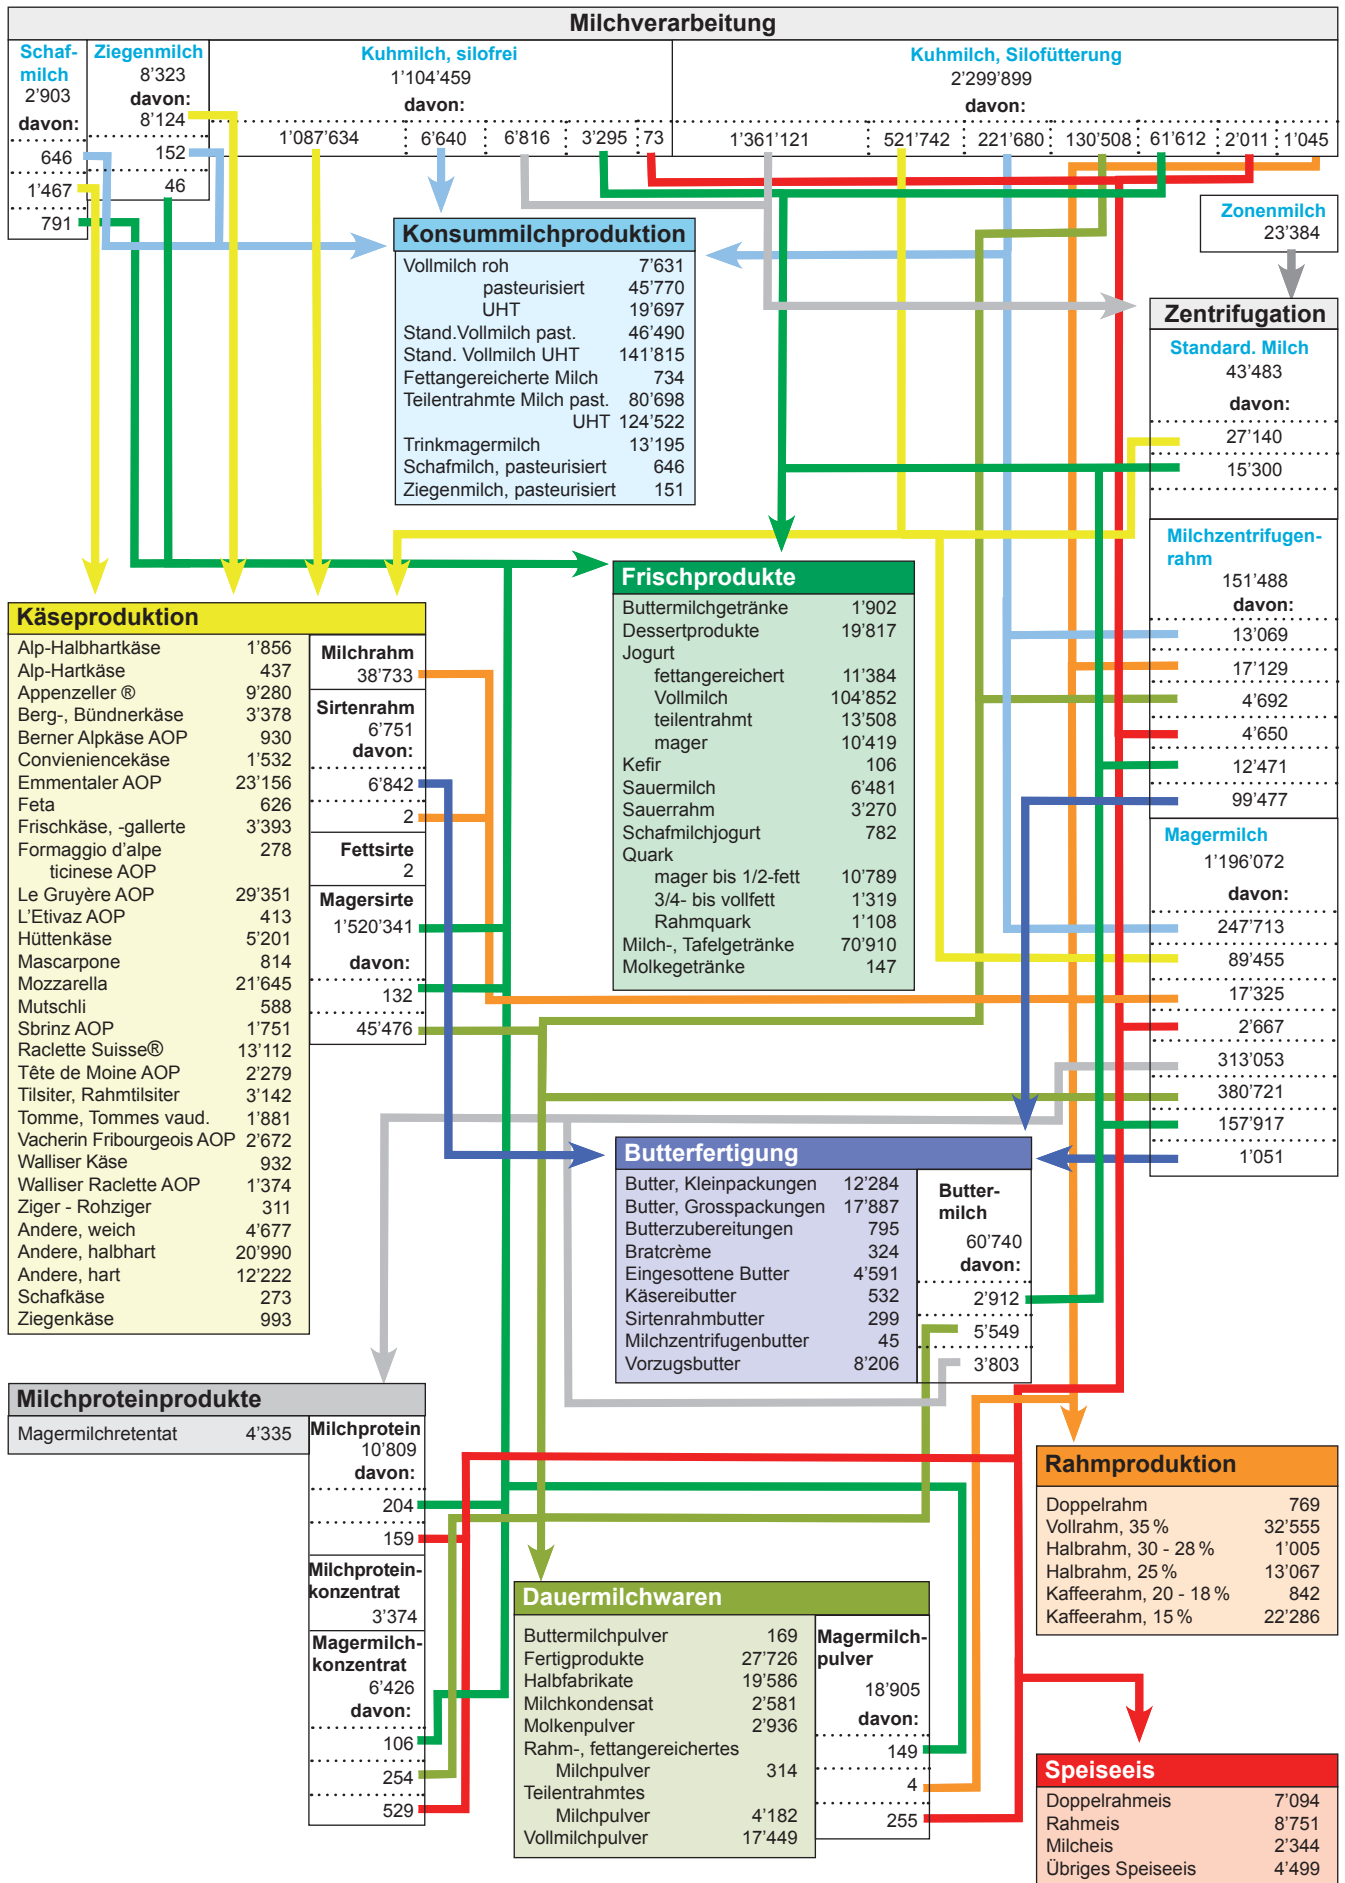 Milchverarbeitung
Schaf-
milch
2’903
davon:
646
1’467
791
Ziegenmilch
8’323
davon:
8’124
152
46
Kuhmilch, silofrei
1’104’459
davon:
1’087’634 6’640 6’816 3’295 73
Kuhmilch, Silofütterung
2’299’899
davon:
1’361’121 521’742 221’680 130’508 61’612 2’011 1’045
Zonenmilch
23’384
Konsummilchproduktion
Vollmilch roh 7’631
pasteurisiert 45’770
UHT 19’697
Stand.Vollmilch past. 46’490
Stand. Vollmilch UHT 141’815
Fettangereicherte Milch 734
Teilentrahmte Milch past. 80’698
UHT 124’522
Trinkmagermilch 13’195
Schafmilch, pasteurisiert 646
Ziegenmilch, pasteurisiert 151
Zentrifugation
Standard. Milch
43’483
davon:
27’140
15’300
Milchzentrifugen-
rahm
151’488
davon:
13’069
17’129
4’692
4’650
12’471
99’477
Magermilch
1’196’072
davon:
247’713
89’455
17’325
2’667
313’053
380’721
157’917
1’051
Frischprodukte
Buttermilchgetränke 1’902
Dessertprodukte 19’817
Jogurt
fettangereichert 11’384
Vollmilch 104’852
teilentrahmt 13’508
mager 10’419
Kefir 106
Sauermilch 6’481
Sauerrahm 3’270
Schafmilchjogurt 782
Quark
mager bis 1/2-fett 10’789
3/4- bis vollfett 1’319
Rahmquark 1’108
Milch-, Tafelgetränke 70’910
Molkegetränke 147
Käseproduktion
Alp-Halbhartkäse 1’856
Alp-Hartkäse 437
Appenzeller ® 9’280
Berg-, Bündnerkäse 3’378
Berner Alpkäse AOP 930
Convieniencekäse 1’532
Emmentaler AOP 23’156
Feta 626
Frischkäse, -gallerte 3’393
Formaggio d’alpe 278
ticinese AOP
Le Gruyère AOP 29’351
L’Etivaz AOP 413
Hüttenkäse 5’201
Mascarpone 814
Mozzarella 21’645
Mutschli 588
Sbrinz AOP 1’751
Raclette Suisse® 13’112
Tête de Moine AOP 2’279
Tilsiter, Rahmtilsiter 3’142
Tomme, Tommes vaud. 1’881
Vacherin Fribourgeois AOP 2’672
Walliser Käse 932
Walliser Raclette AOP 1’374
Ziger - Rohziger 311
Andere, weich 4’677
Andere, halbhart 20’990
Andere, hart 12’222
Schafkäse 273
Ziegenkäse 993
Milchrahm
38’733
Sirtenrahm
6’751
davon:
6’842
2
Fettsirte
2
Magersirte
1’520’341
davon:
132
45’476
Butterfertigung
Butter, Kleinpackungen 12’284
Butter, Grosspackungen 17’887
Butterzubereitungen 795
Bratcrème 324
Eingesottene Butter 4’591
Käsereibutter 532
Sirtenrahmbutter 299
Milchzentrifugenbutter 45
Vorzugsbutter 8’206
Butter-
milch
60’740
davon:
2’912
5’549
3’803
Milchproteinprodukte
Magermilchretentat 4’335
Milchprotein
10’809
davon:
204
159
Milchprotein-
konzentrat
3’374
Magermilch-
konzentrat
6’426
davon:
106
254
529
Dauermilchwaren
Buttermilchpulver 169
Fertigprodukte 27’726
Halbfabrikate 19’586
Milchkondensat 2’581
Molkenpulver 2’936
Rahm-, fettangereichertes
Milchpulver 314
Teilentrahmtes
Milchpulver 4’182
Vollmilchpulver 17’449
Magermilch-
pulver
18’905
davon:
149
4
255
Rahmproduktion
Doppelrahm 769
Vollrahm, 35 % 32’555
Halbrahm, 30 - 28 % 1’005
Halbrahm, 25 % 13’067
Kaffeerahm, 20 - 18 % 842
Kaffeerahm, 15 % 22’286
Speiseeis
Doppelrahmeis 7’094
Rahmeis 8’751
Milcheis 2’344
Übriges Speiseeis 4’499